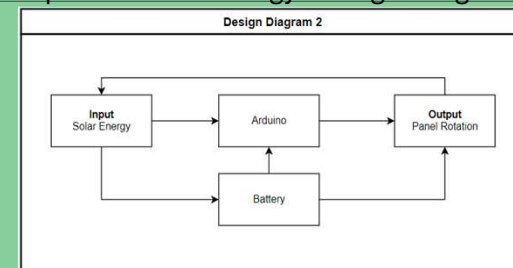 Design Diagram 2
Input
Solar Energy
Arduino
Output
Panel Rotation
Battery